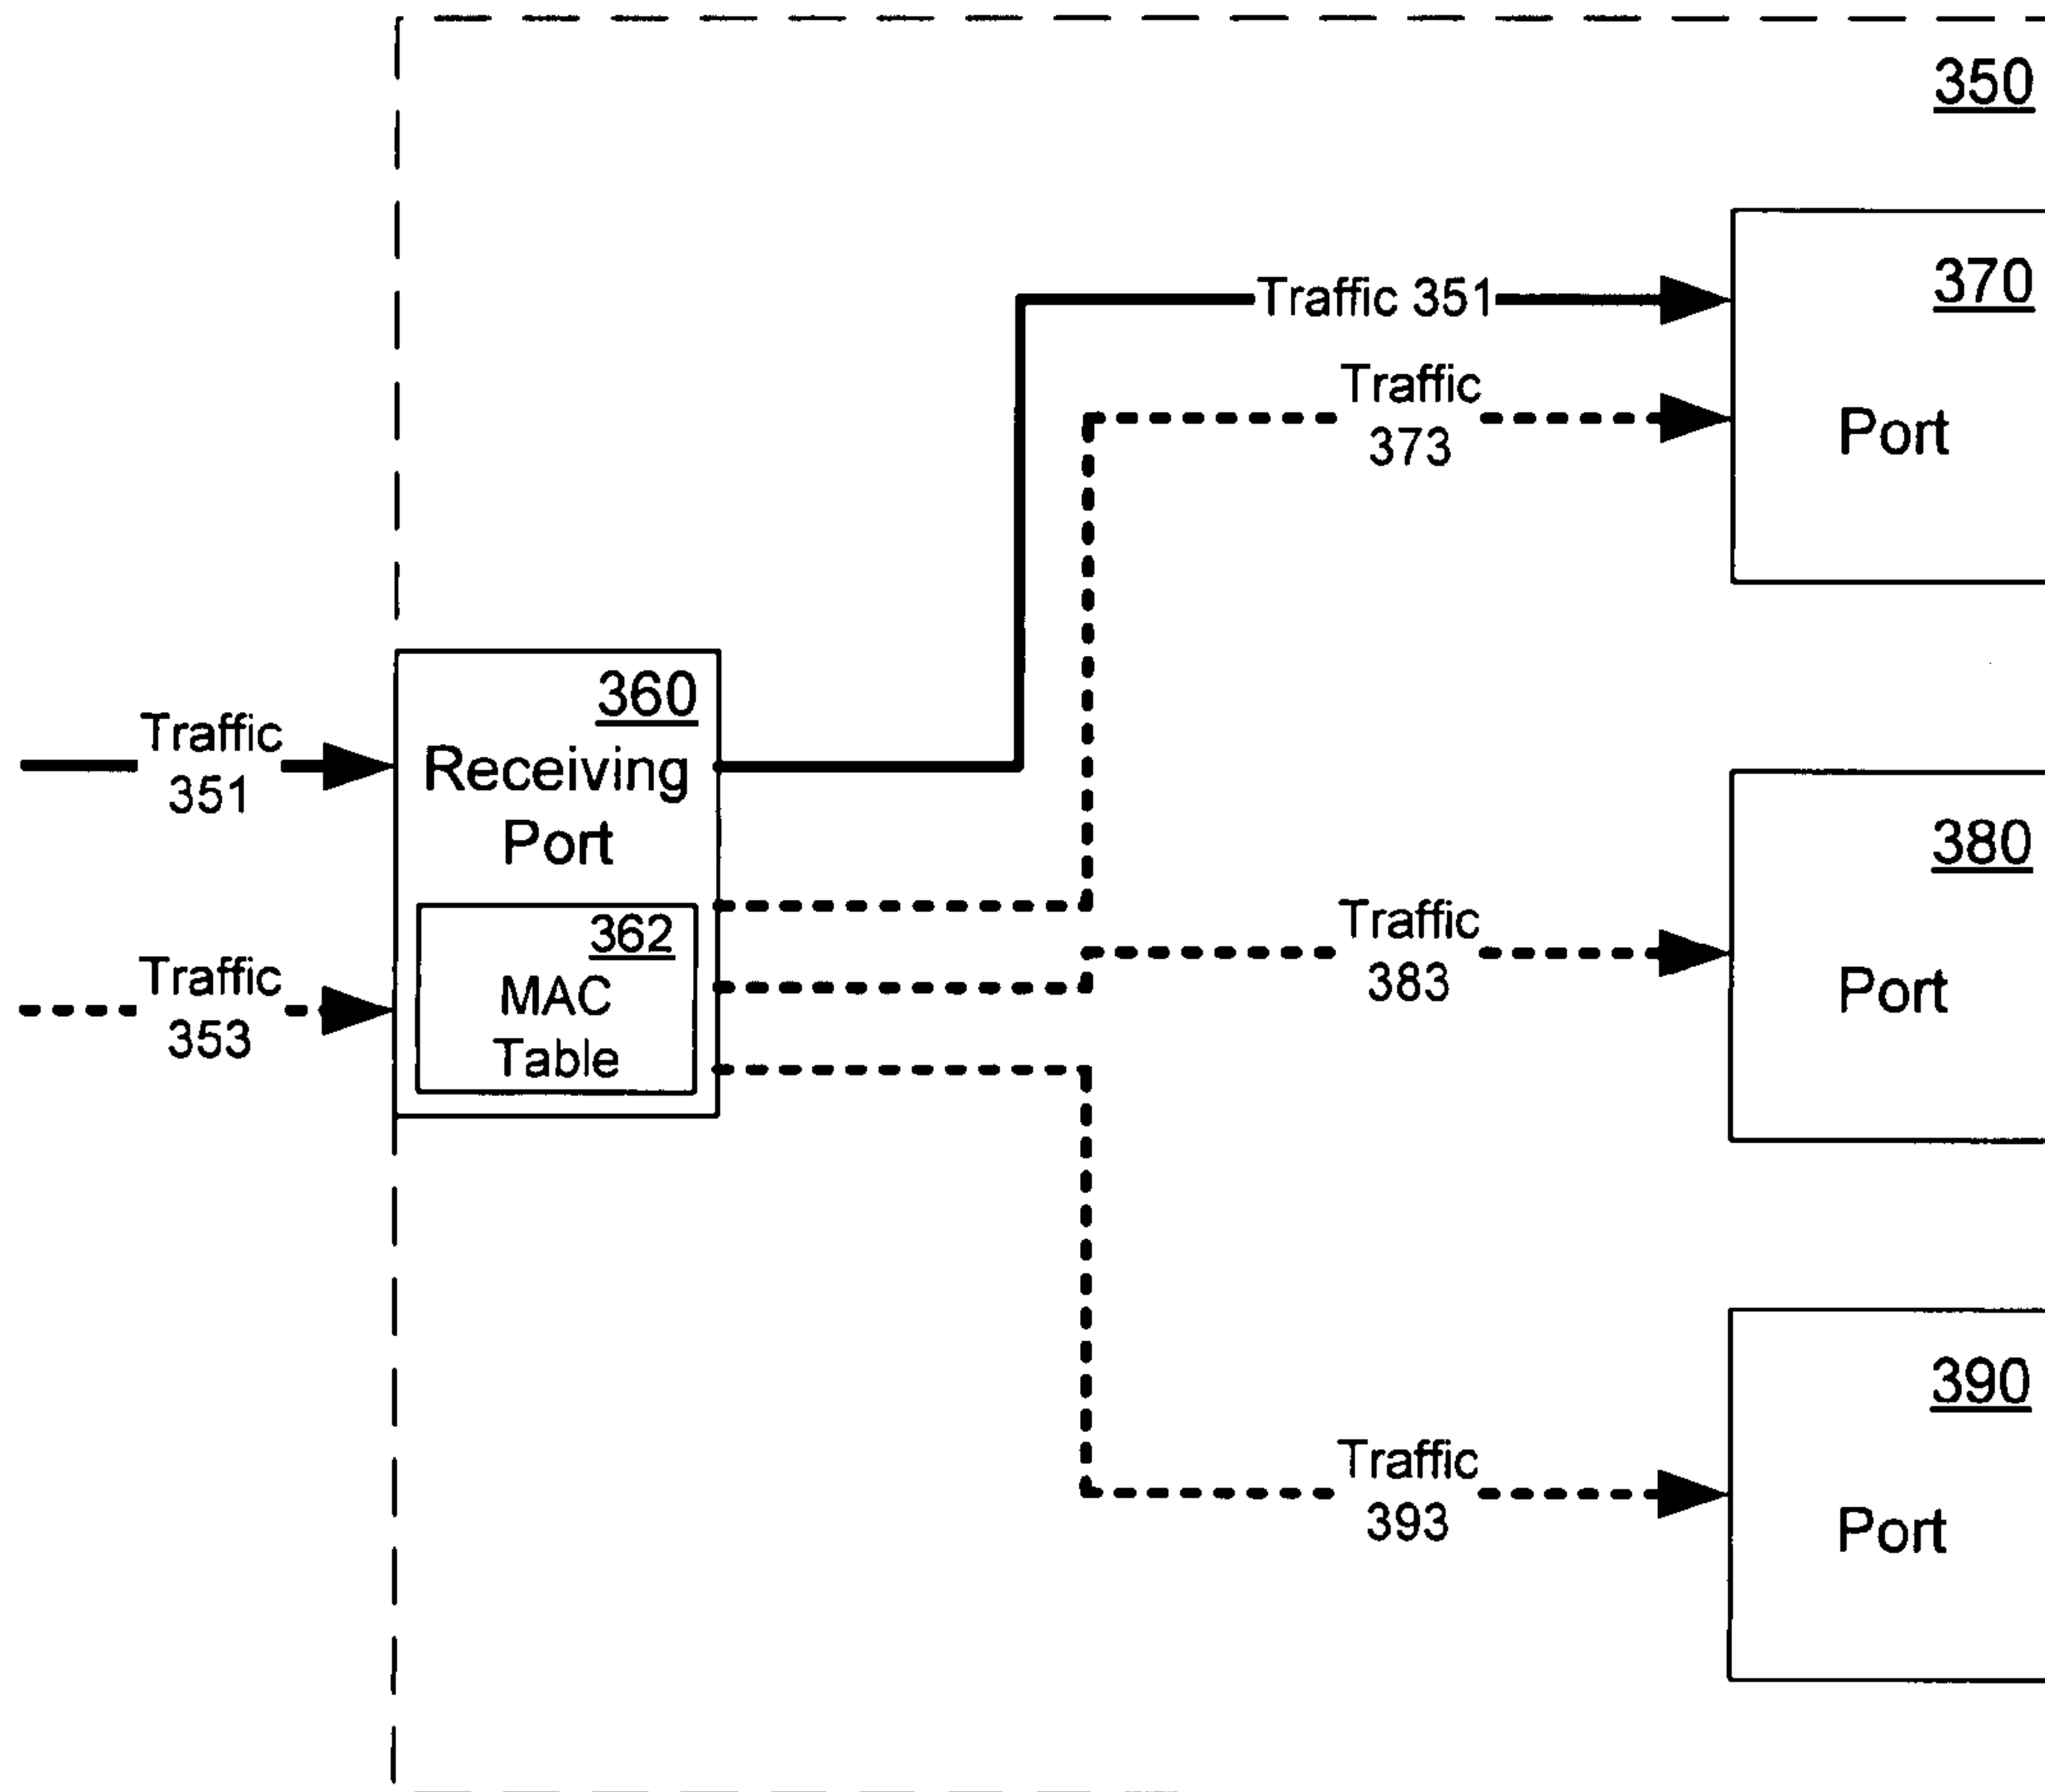 350
370
Port
Traffic 351
Traffic
373
360
Receiving
Port
362
MAC
Table
Traffic
351
Traffic
353
380
Port
Traffic
383
390
Port
Traffic
393